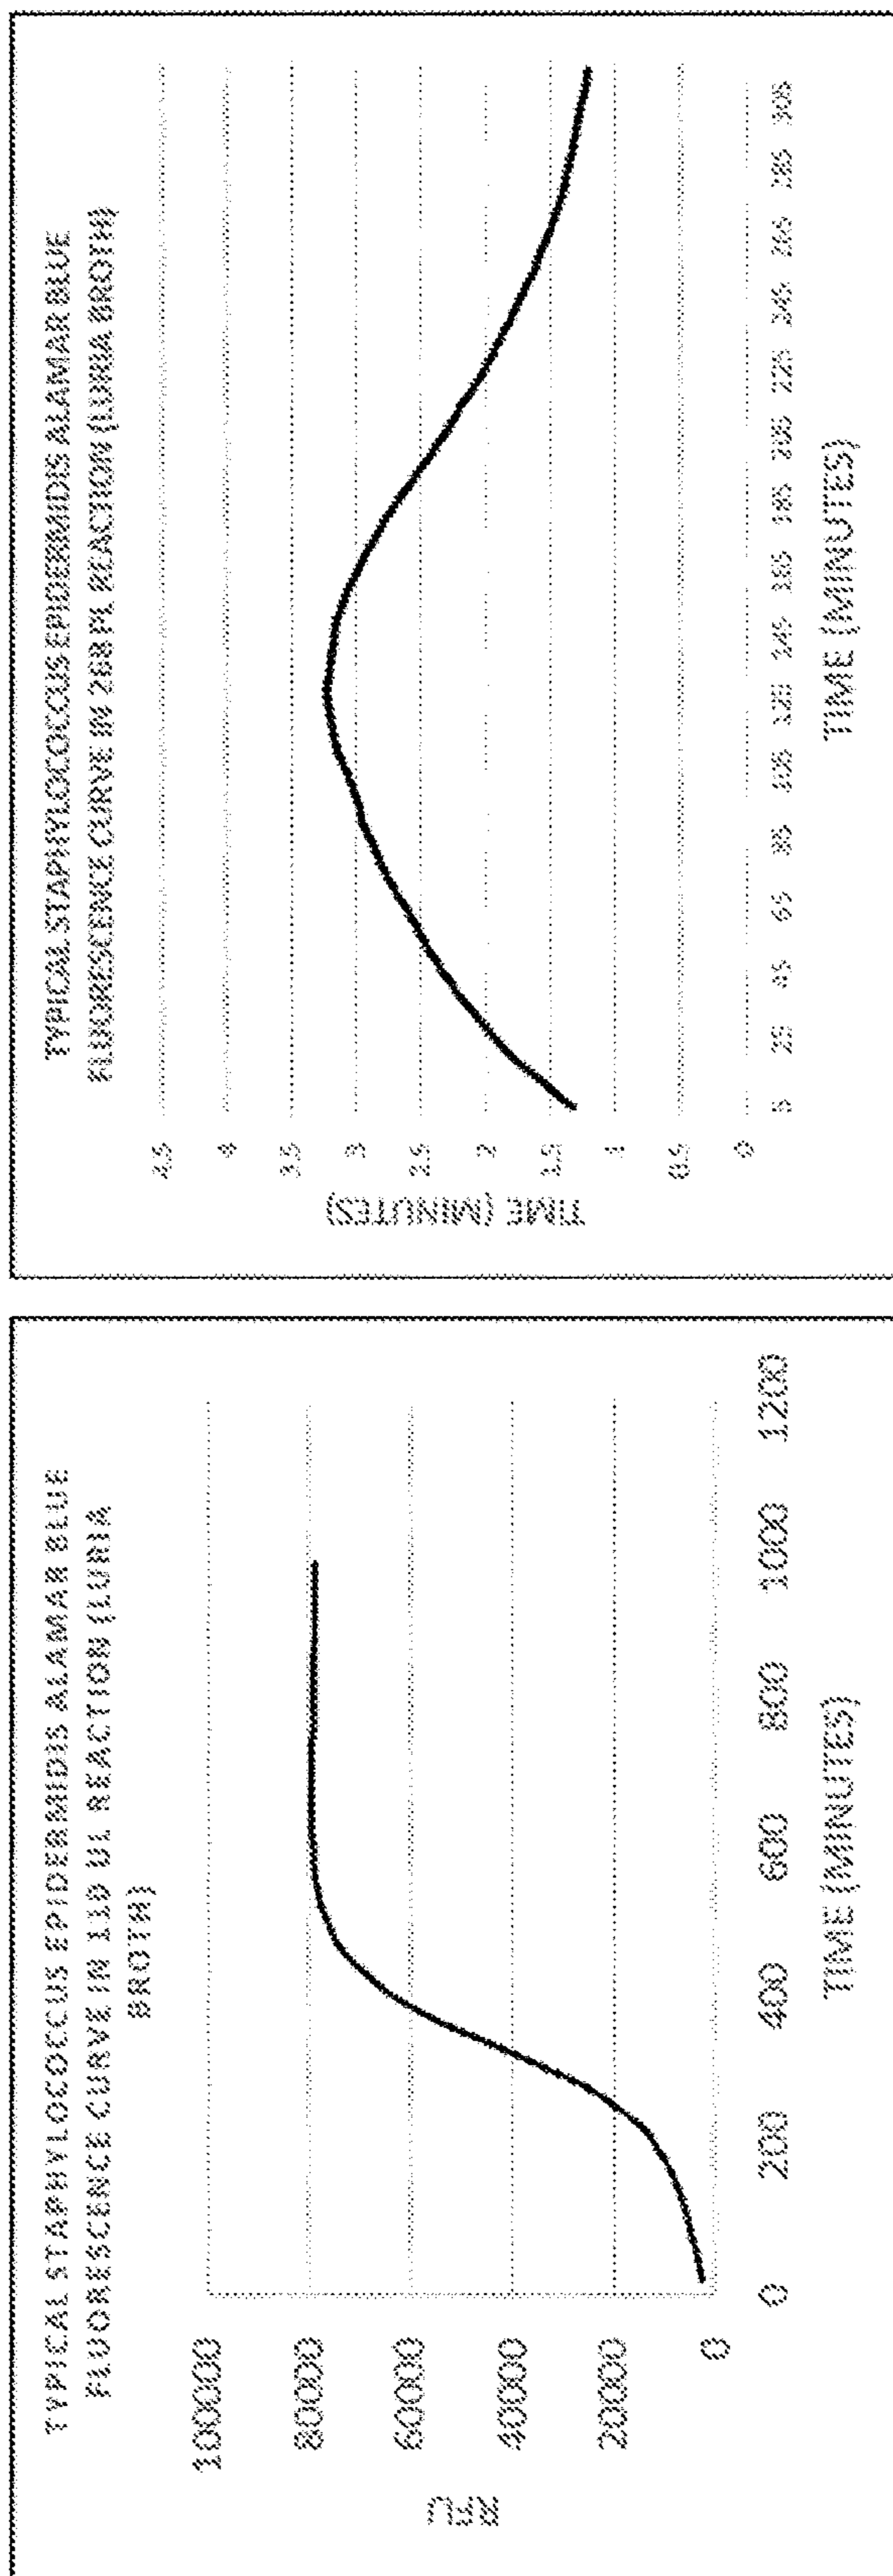 TYPICAL STAPHYLOCOCCUS EPIDERMIDIS ALAMAR BLUE
FLUORESCENCE CURVE IN 110 UL REACTION (LURIA
BROTH)
100000
80000
60000
40000
20000
0
RFU
0 200 400 600 800 1000 1200
TIME (MINUTES)
TYPICAL STAPHYLOCOCCUS EPIDERMIDIS ALAMAR BLUE
FLUORESCENCE CURVE IN 288 PL REACTION (LURIA BROTH)
4.5
4
3.5
3
2.5
2
1.5
1
0.5
0
TIME (MINUTES)
5 25 45 65 85 105 125 145 165 185 205 225 245 265 285 305
TIME (MINUTES)